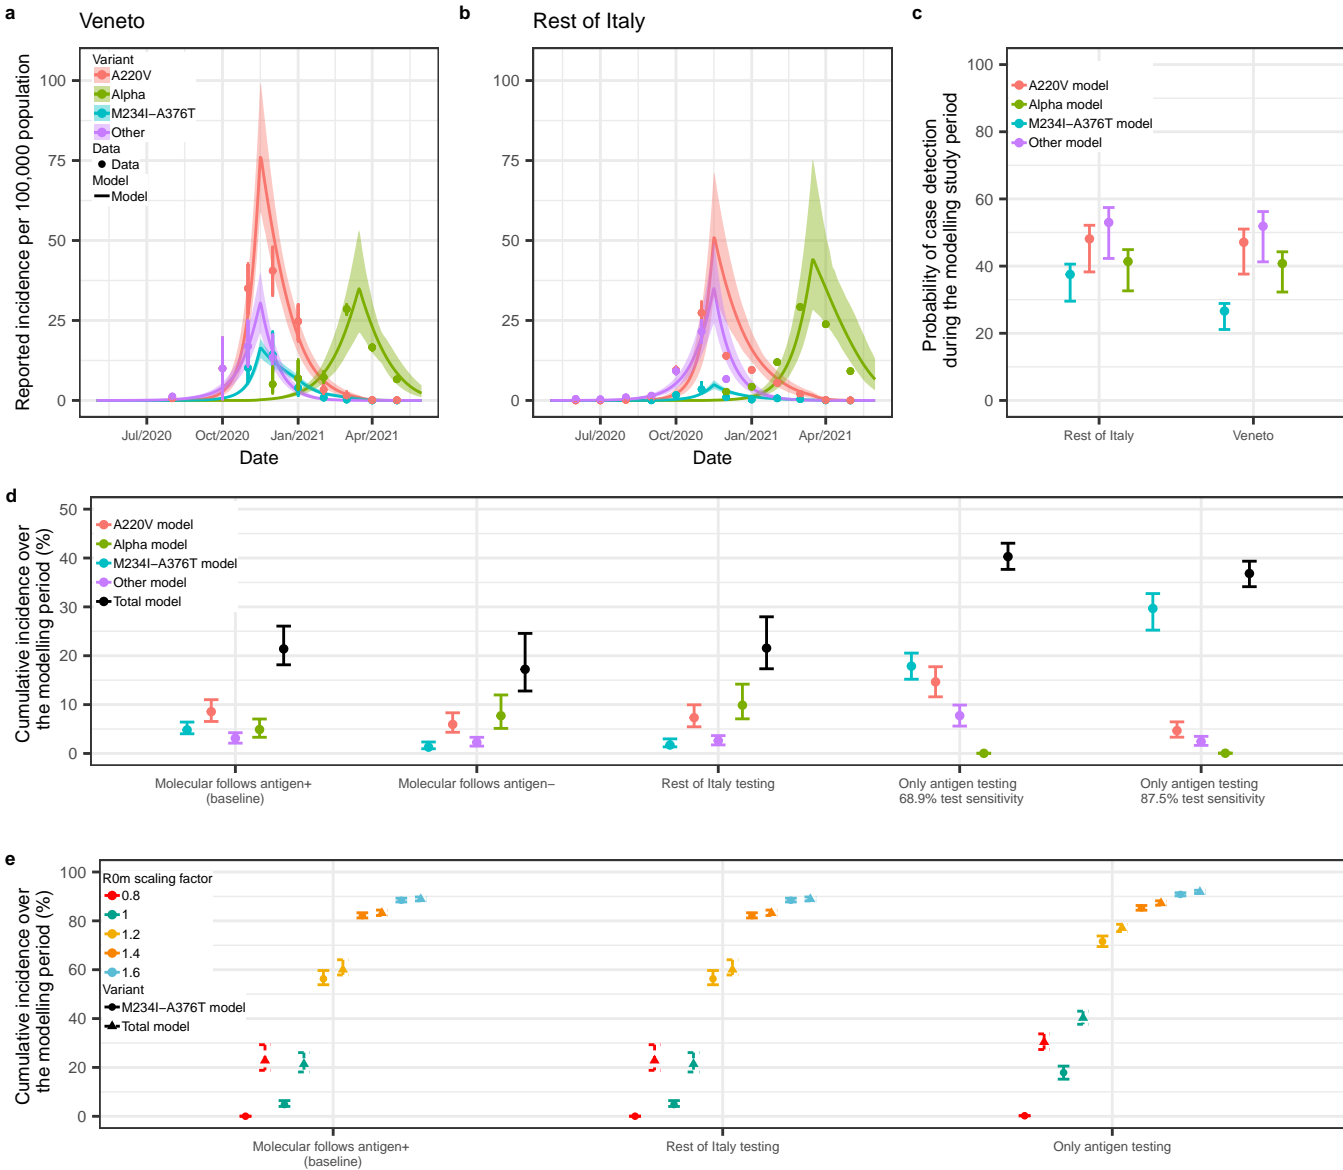 a
Veneto
Reported incidence per 100,000 population
100
75
50
25
0
Variant
A220V
Alpha
M234I−A376T
Other
Data
Data
Model
Model
Jul/2020
Oct/2020
Jan/2021
Apr/2021
Date
b
Rest of Italy
100
75
50
25
0
Jul/2020
Oct/2020
Jan/2021
Apr/2021
Date
c
Probability of case detection
during the modelling study period
100
80
60
40
20
0
A220V model
Alpha model
M234I−A376T model
Other model
Rest of Italy
Veneto
d
Cumulative incidence over
the modelling period (%)
50
40
30
20
10
0
A220V model
Alpha model
M234I−A376T model
Other model
Total model
Molecular follows antigen+
(baseline)
Molecular follows antigen−
Rest of Italy testing
Only antigen testing
68.9% test sensitivity
Only antigen testing
87.5% test sensitivity
e
Cumulative incidence over
the modelling period (%)
100
80
60
40
20
0
R0m scaling factor
0.8
1
1.2
1.4
1.6
Variant
M234I−A376T model
Total model
Molecular follows antigen+
(baseline)
Rest of Italy testing
Only antigen testing